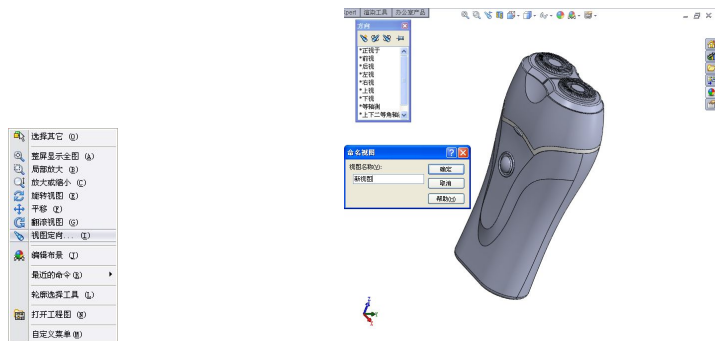 pert 渲染工具 办公室产品
方向
*正视于
*前视
*后视
*左视
*右视
*上视
*下视
*等轴测
*上下二等角轴
命名视图
视图名称(V):
新视图
确定
取消
帮助(H)
选择其它 (O)
整屏显示全图 (A)
局部放大 (B)
放大或缩小 (C)
旋转视图 (E)
平移 (F)
翻滚视图 (G)
视图定向... (I)
编辑布景 (J)
最近的命令(R)
轮廓选择工具 (L)
打开工程图 (N)
自定义菜单(M)